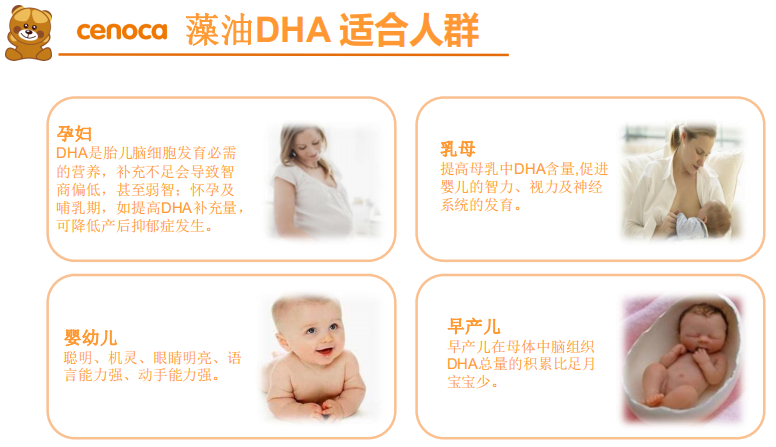 cenoca 藻油DHA 适合人群
孕妇
DHA是胎儿脑细胞发育必需
的营养，补充不足会导致智
商偏低，甚至弱智；怀孕及
哺乳期，如提高DHA补充量，
可降低产后抑郁症发生。
乳母
提高母乳中DHA含量,促进
婴儿的智力、视力及神经
系统的发育。
婴幼儿
聪明、机灵、眼睛明亮、语
言能力强、动手能力强。
早产儿
早产儿在母体中脑组织
DHA总量的积累比足月
宝宝少。